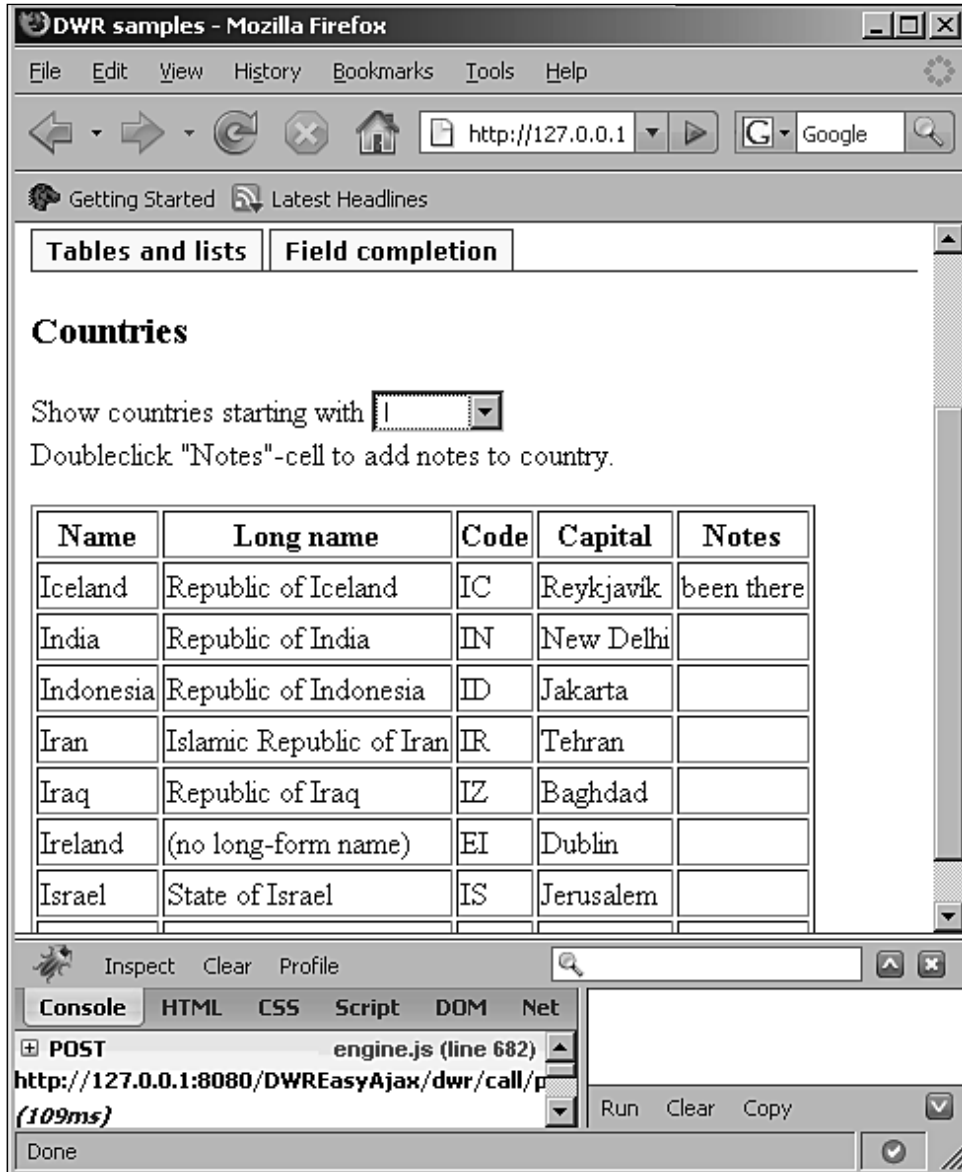 DWR samples - Mozilla Firefox
File Edit View History Bookmarks Tools Help
http://127.0.0.1 G Google
Getting Started Latest Headlines
Tables and lists Field completion
Countries
Show countries starting with I
Doubleclick "Notes"-cell to add notes to country.
Name Long name Code Capital Notes
Iceland Republic of Iceland IC Reykjavík been there
India Republic of India IN New Delhi
Indonesia Republic of Indonesia ID Jakarta
Iran Islamic Republic of Iran IR Tehran
Iraq Republic of Iraq IZ Baghdad
Ireland (no long-form name) EI Dublin
Israel State of Israel IS Jerusalem
Inspect Clear Profile
Console HTML CSS Script DOM Net
POST engine.js (line 682)
http://127.0.0.1:8080/DWREasyAjax/dwr/call/p
(109ms)
Run Clear Copy
Done